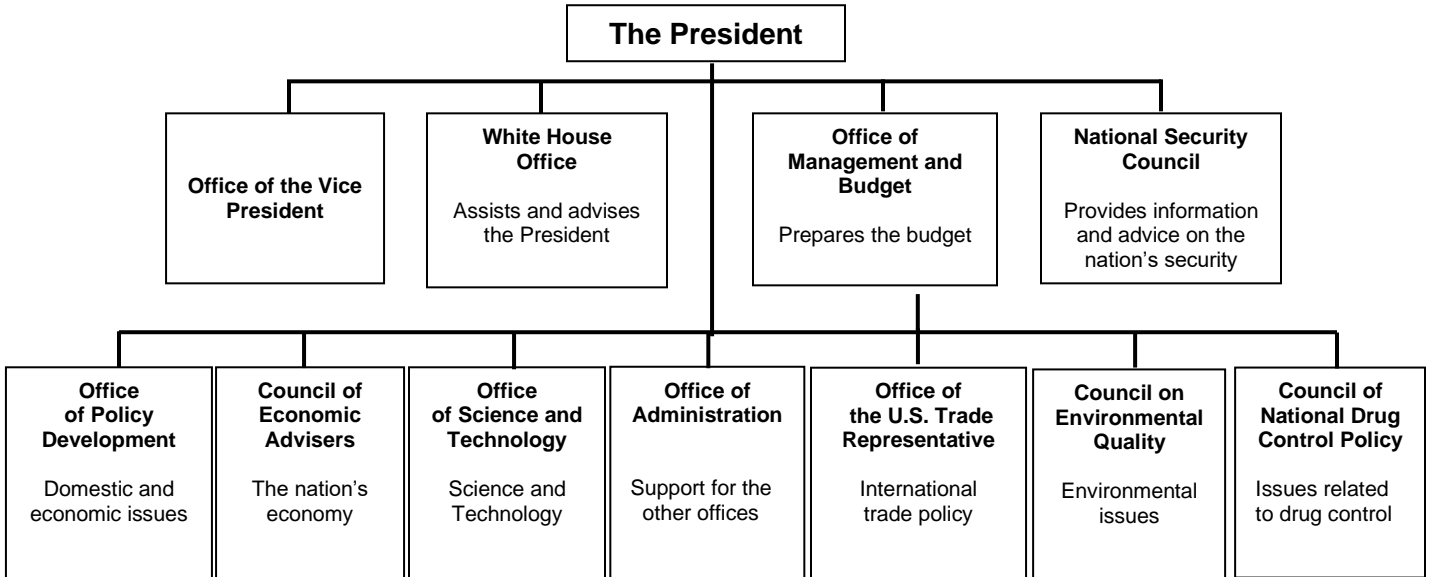 The President
Office of the Vice
President
White House
Office
Assists and advises
the President
Office of
Management and
Budget
Prepares the budget
National Security
Council
Provides information
and advice on the
nation’s security
Office
of Policy
Development
Domestic and
economic issues
Council of
Economic
Advisers
The nation’s
economy
Office
of Science and
Technology
Science and
Technology
Office of
Administration
Support for the
other offices
Office of
the U.S. Trade
Representative
International
trade policy
Council on
Environmental
Quality
Environmental
issues
Council of
National Drug
Control Policy
Issues related
to drug control